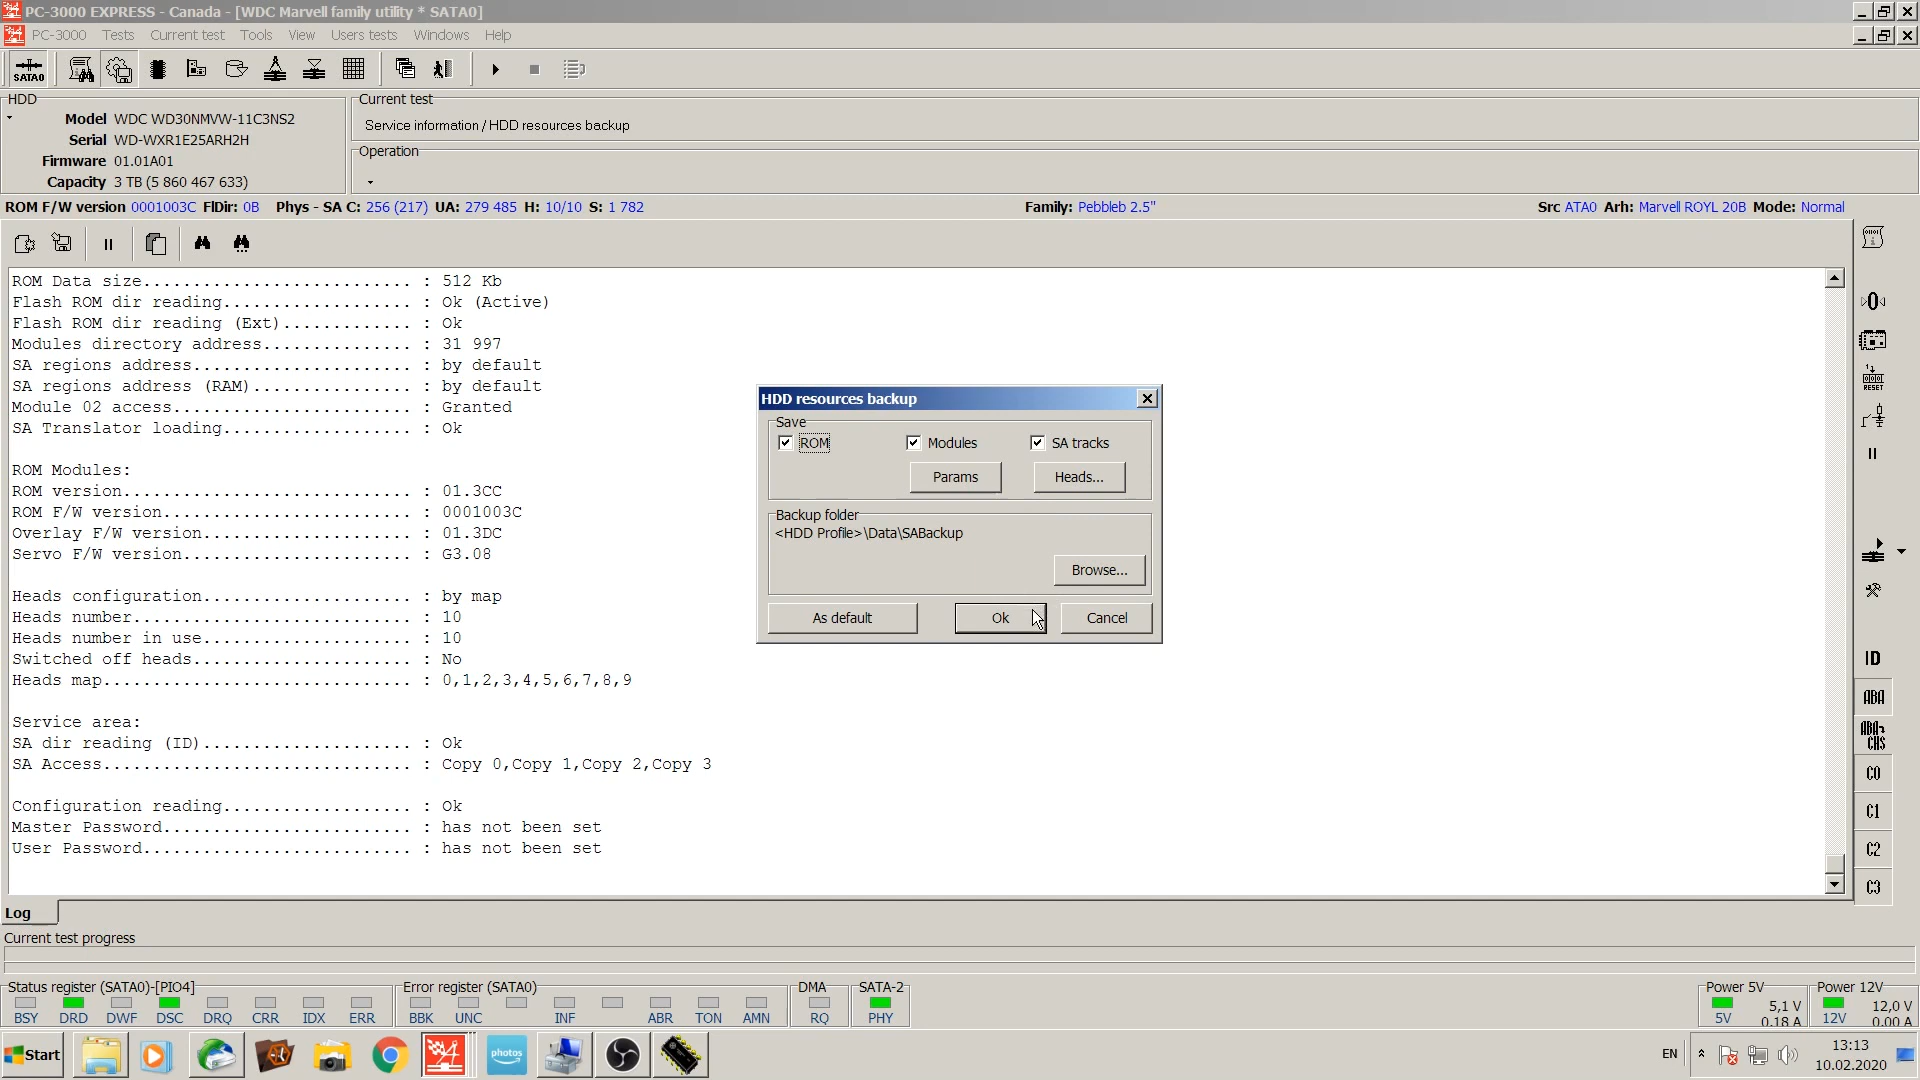 PC-3000 EXPRESS - Canada - [WDC Marvell family utility * SATA0]
PC-3000 Tests Current test Tools View Users tests Windows Help
SATA0
HDD
Model WDC WD30NMVW-11C3NS2
Serial WD-WXR1E25ARH2H
Firmware 01.01A01
Capacity 3 TB (5 860 467 633)
Current test
Service information / HDD resources backup
Operation
ROM F/W version 0001003C FlDir: 0B Phys - SA C: 256 (217) UA: 279 485 H: 10/10 S: 1 782 Family: Pebbleb 2.5" Src ATA0 Arh: Marvell ROYL 20B Mode: Normal
ROM Data size.............................. : 512 Kb
Flash ROM dir reading..................... : Ok (Active)
Flash ROM dir reading (Ext).............. : Ok
Modules directory address................ : 31 997
SA regions address........................ : by default
SA regions address (RAM).................. : by default
Module 02 access.......................... : Granted
SA Translator loading..................... : Ok
ROM Modules:
ROM version............................... : 01.3CC
ROM F/W version........................... : 0001003C
Overlay F/W version....................... : 01.3DC
Servo F/W version......................... : G3.08
Heads configuration....................... : by map
Heads number.............................. : 10
Heads number in use....................... : 10
Switched off heads........................ : No
Heads map................................. : 0,1,2,3,4,5,6,7,8,9
Service area:
SA dir reading (ID)....................... : Ok
SA Access................................. : Copy 0,Copy 1,Copy 2,Copy 3
Configuration reading..................... : Ok
Master Password........................... : has not been set
User Password............................. : has not been set
HDD resources backup
Save
ROM Modules SA tracks
Params Heads...
Backup folder
<HDD Profile>\Data\SABackup
Browse...
As default Ok Cancel
RESET
ID
ABA
ABA
CHS
C0
C1
C2
C3
Log
Current test progress
Status register (SATA0)-[PIO4] Error register (SATA0) DMA SATA-2 Power 5V Power 12V
BSY DRD DWF DSC DRQ CRR IDX ERR BBK UNC INF ABR TON AMN RQ PHY
5V 5,1 V 0.18 A 12V 12,0 V 0.00 A
Start
photos
EN
13:13
10.02.2020